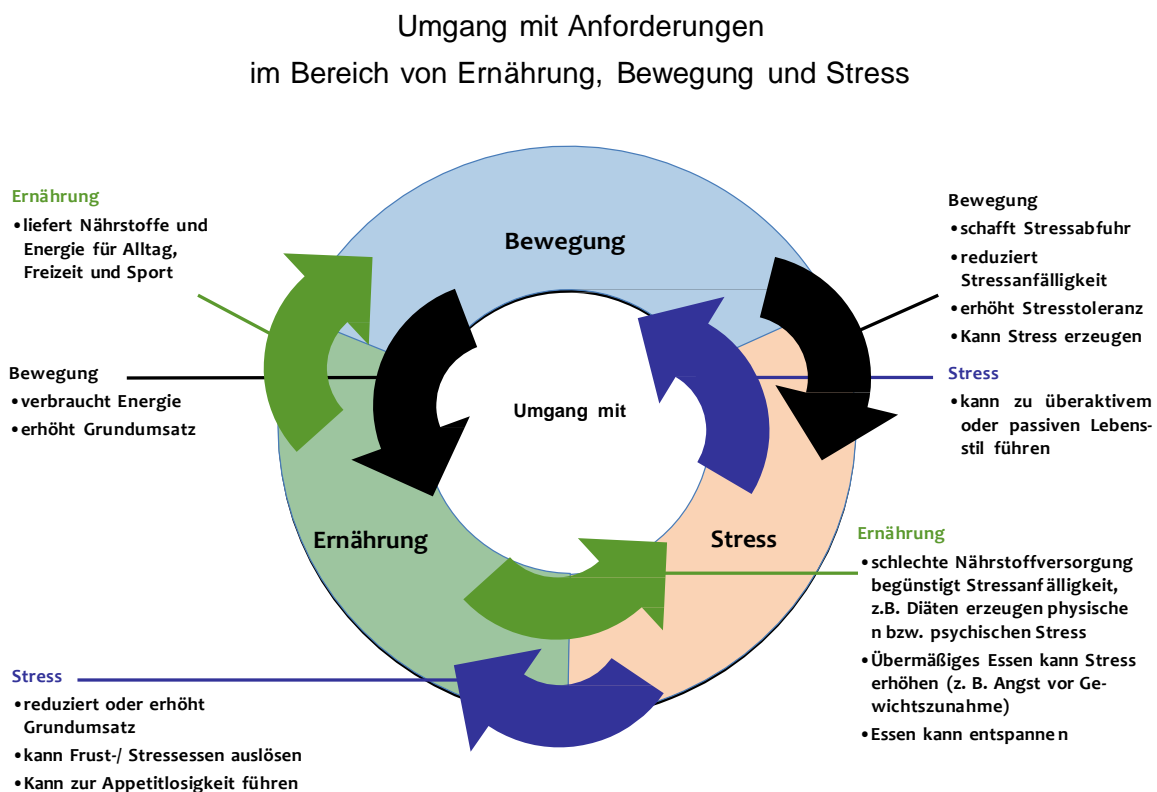 Umgang mit Anforderungen
im Bereich von Ernährung, Bewegung und Stress
Ernährung
•liefert Nährstoffe und
Energie für Alltag,
Freizeit und Sport
Bewegung
•verbraucht Energie
•erhöht Grundumsatz
Stress
•reduziert oder erhöht
Grundumsatz
•kann Frust-/ Stressessen auslösen
•Kann zur Appetitlosigkeit führen
Bewegung
Umgang mit
Ernährung
Stress
Bewegung
•schafft Stressabfuhr
•reduziert
Stressanfälligkeit
•erhöht Stresstoleranz
•Kann Stress erzeugen
Stress
•kann zu überaktivem
oder passiven Lebens-
stil führen
Ernährung
•schlechte Nährstoffversorgung
begünstigt Stressanfälligkeit,
z.B. Diäten erzeugen physische
n bzw. psychischen Stress
•Übermäßiges Essen kann Stress
erhöhen (z. B. Angst vor Ge-
wichtszunahme)
•Essen kann entspannen